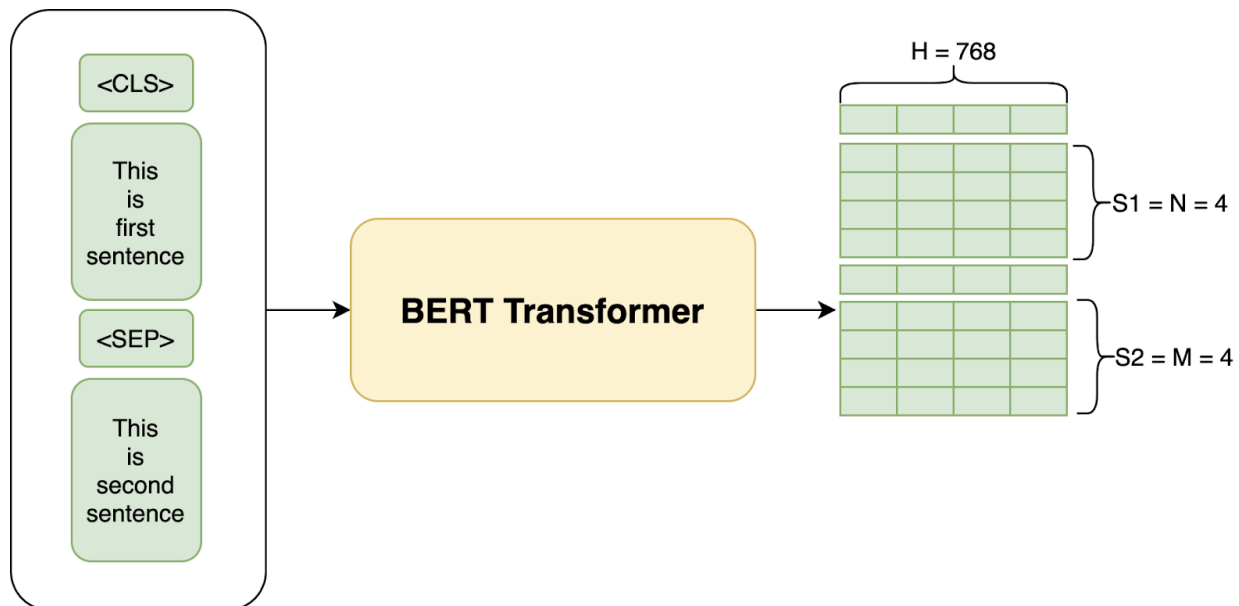 <CLS>
This
is
first
sentence
<SEP>
This
is
second
sentence
BERT Transformer
H = 768
S1 = N = 4
S2 = M = 4